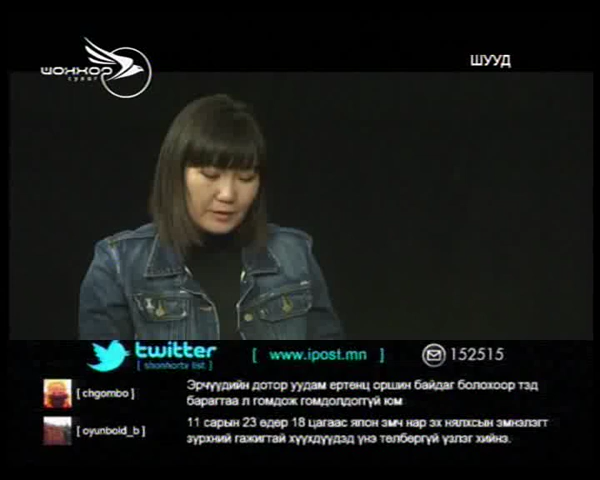 ШОНХОР
суваг
ШУУД
twitter
[ shonhortv list ]
[ www.ipost.mn ]
152515
[ chgombo ]
Эрчүүдийн дотор уудам ертөнц оршин байдаг болохоор тэд
барагтаа л гомдож гомдолдоггүй юм
[ oyunbold_b ]
11 сарын 23 өдөр 18 цагаас япон эмч нар эх нялхсын эмнэлэгт
зүрхний гажигтай хүүхдүүдэд үнэ төлбөргүй үзлэг хийнэ.